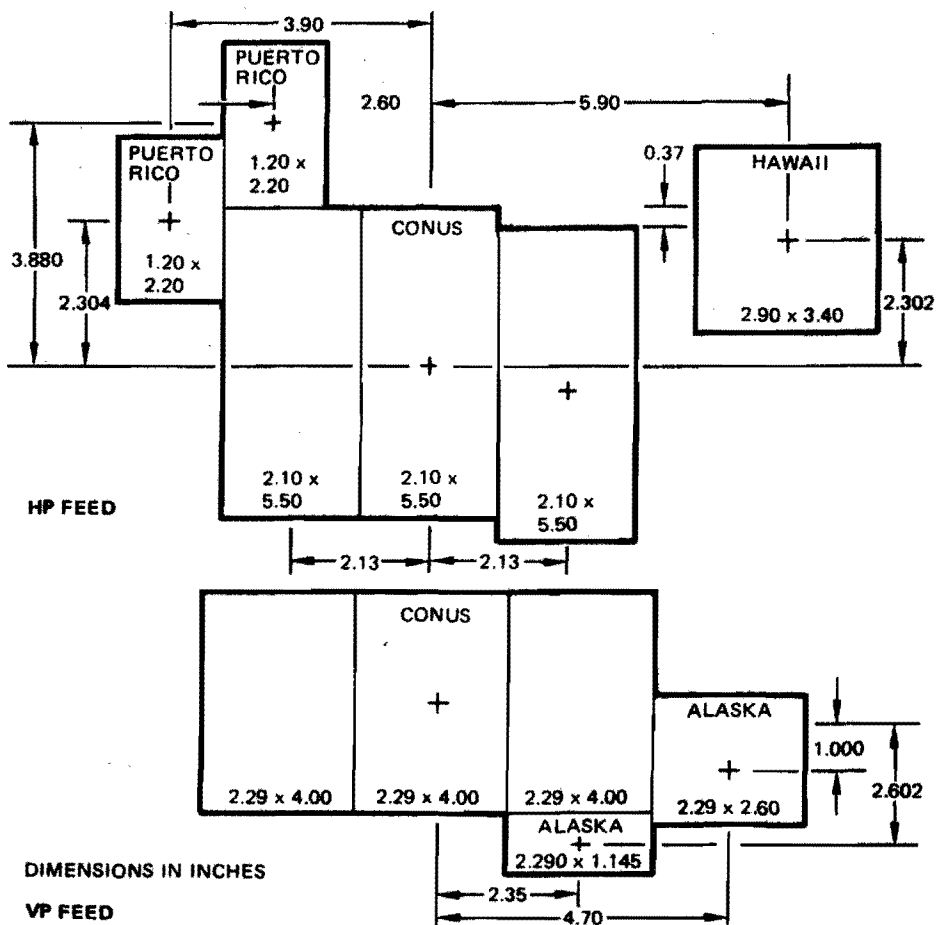 3.90
PUERTO
RICO
2.60
5.90
PUERTO
RICO
0.37
HAWAII
1.20 x
2.20
CONUS
3.880
1.20 x
2.20
2.304
2.302
2.90 x 3.40
2.10 x
5.50
2.10 x
5.50
2.10 x
5.50
HP FEED
2.13
2.13
CONUS
ALASKA
1.000
2.602
2.29 x 4.00
2.29 x 4.00
2.29 x 4.00
2.29 x 2.60
ALASKA
2.290 x 1.145
DIMENSIONS IN INCHES
2.35
VP FEED
4.70